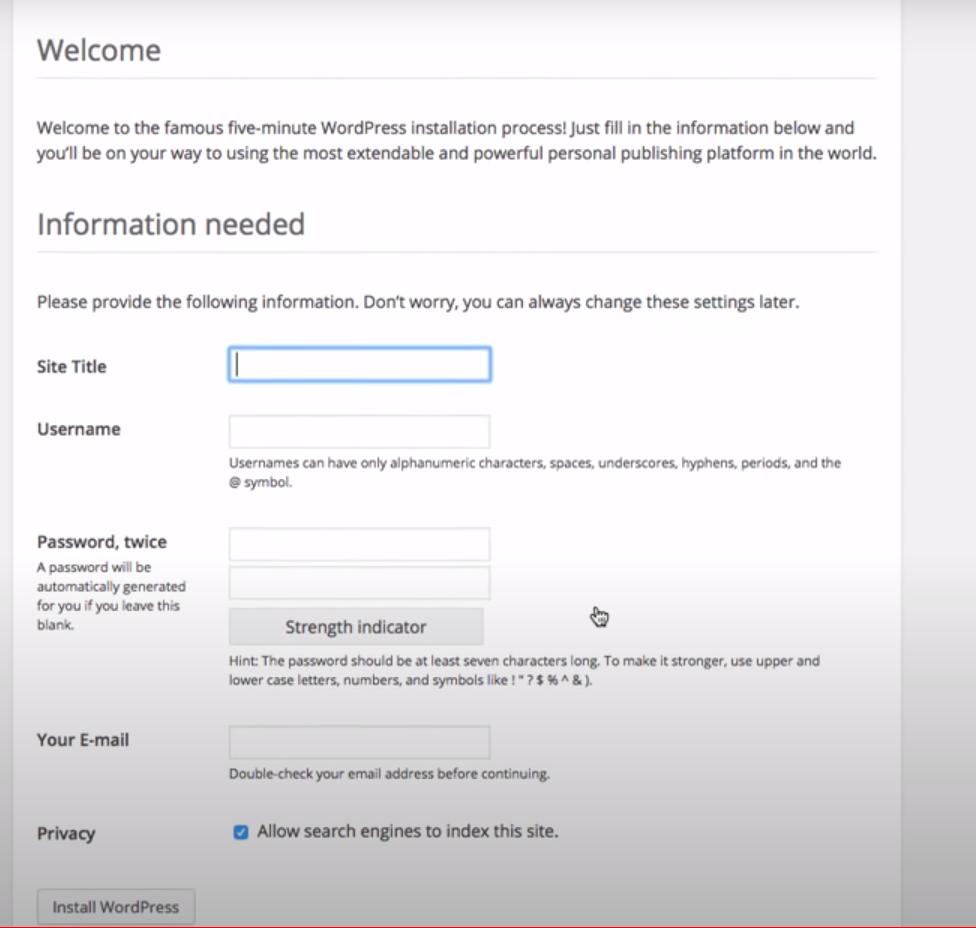 Welcome
Welcome to the famous five-minute WordPress installation process! Just fill in the information below and
you'll be on your way to using the most extendable and powerful personal publishing platform in the world.
Information needed
Please provide the following information. Don't worry, you can always change these settings later.
Site Title
Username
Usernames can have only alphanumeric characters, spaces, underscores, hyphens, periods, and the
@ symbol.
Password, twice
A password will be
automatically generated
for you if you leave this
blank.
Strength indicator
Hint: The password should be at least seven characters long. To make it stronger, use upper and
lower case letters, numbers, and symbols like ! " ? $ % ^ & ).
Your E-mail
Double-check your email address before continuing.
Privacy
Allow search engines to index this site.
Install WordPress